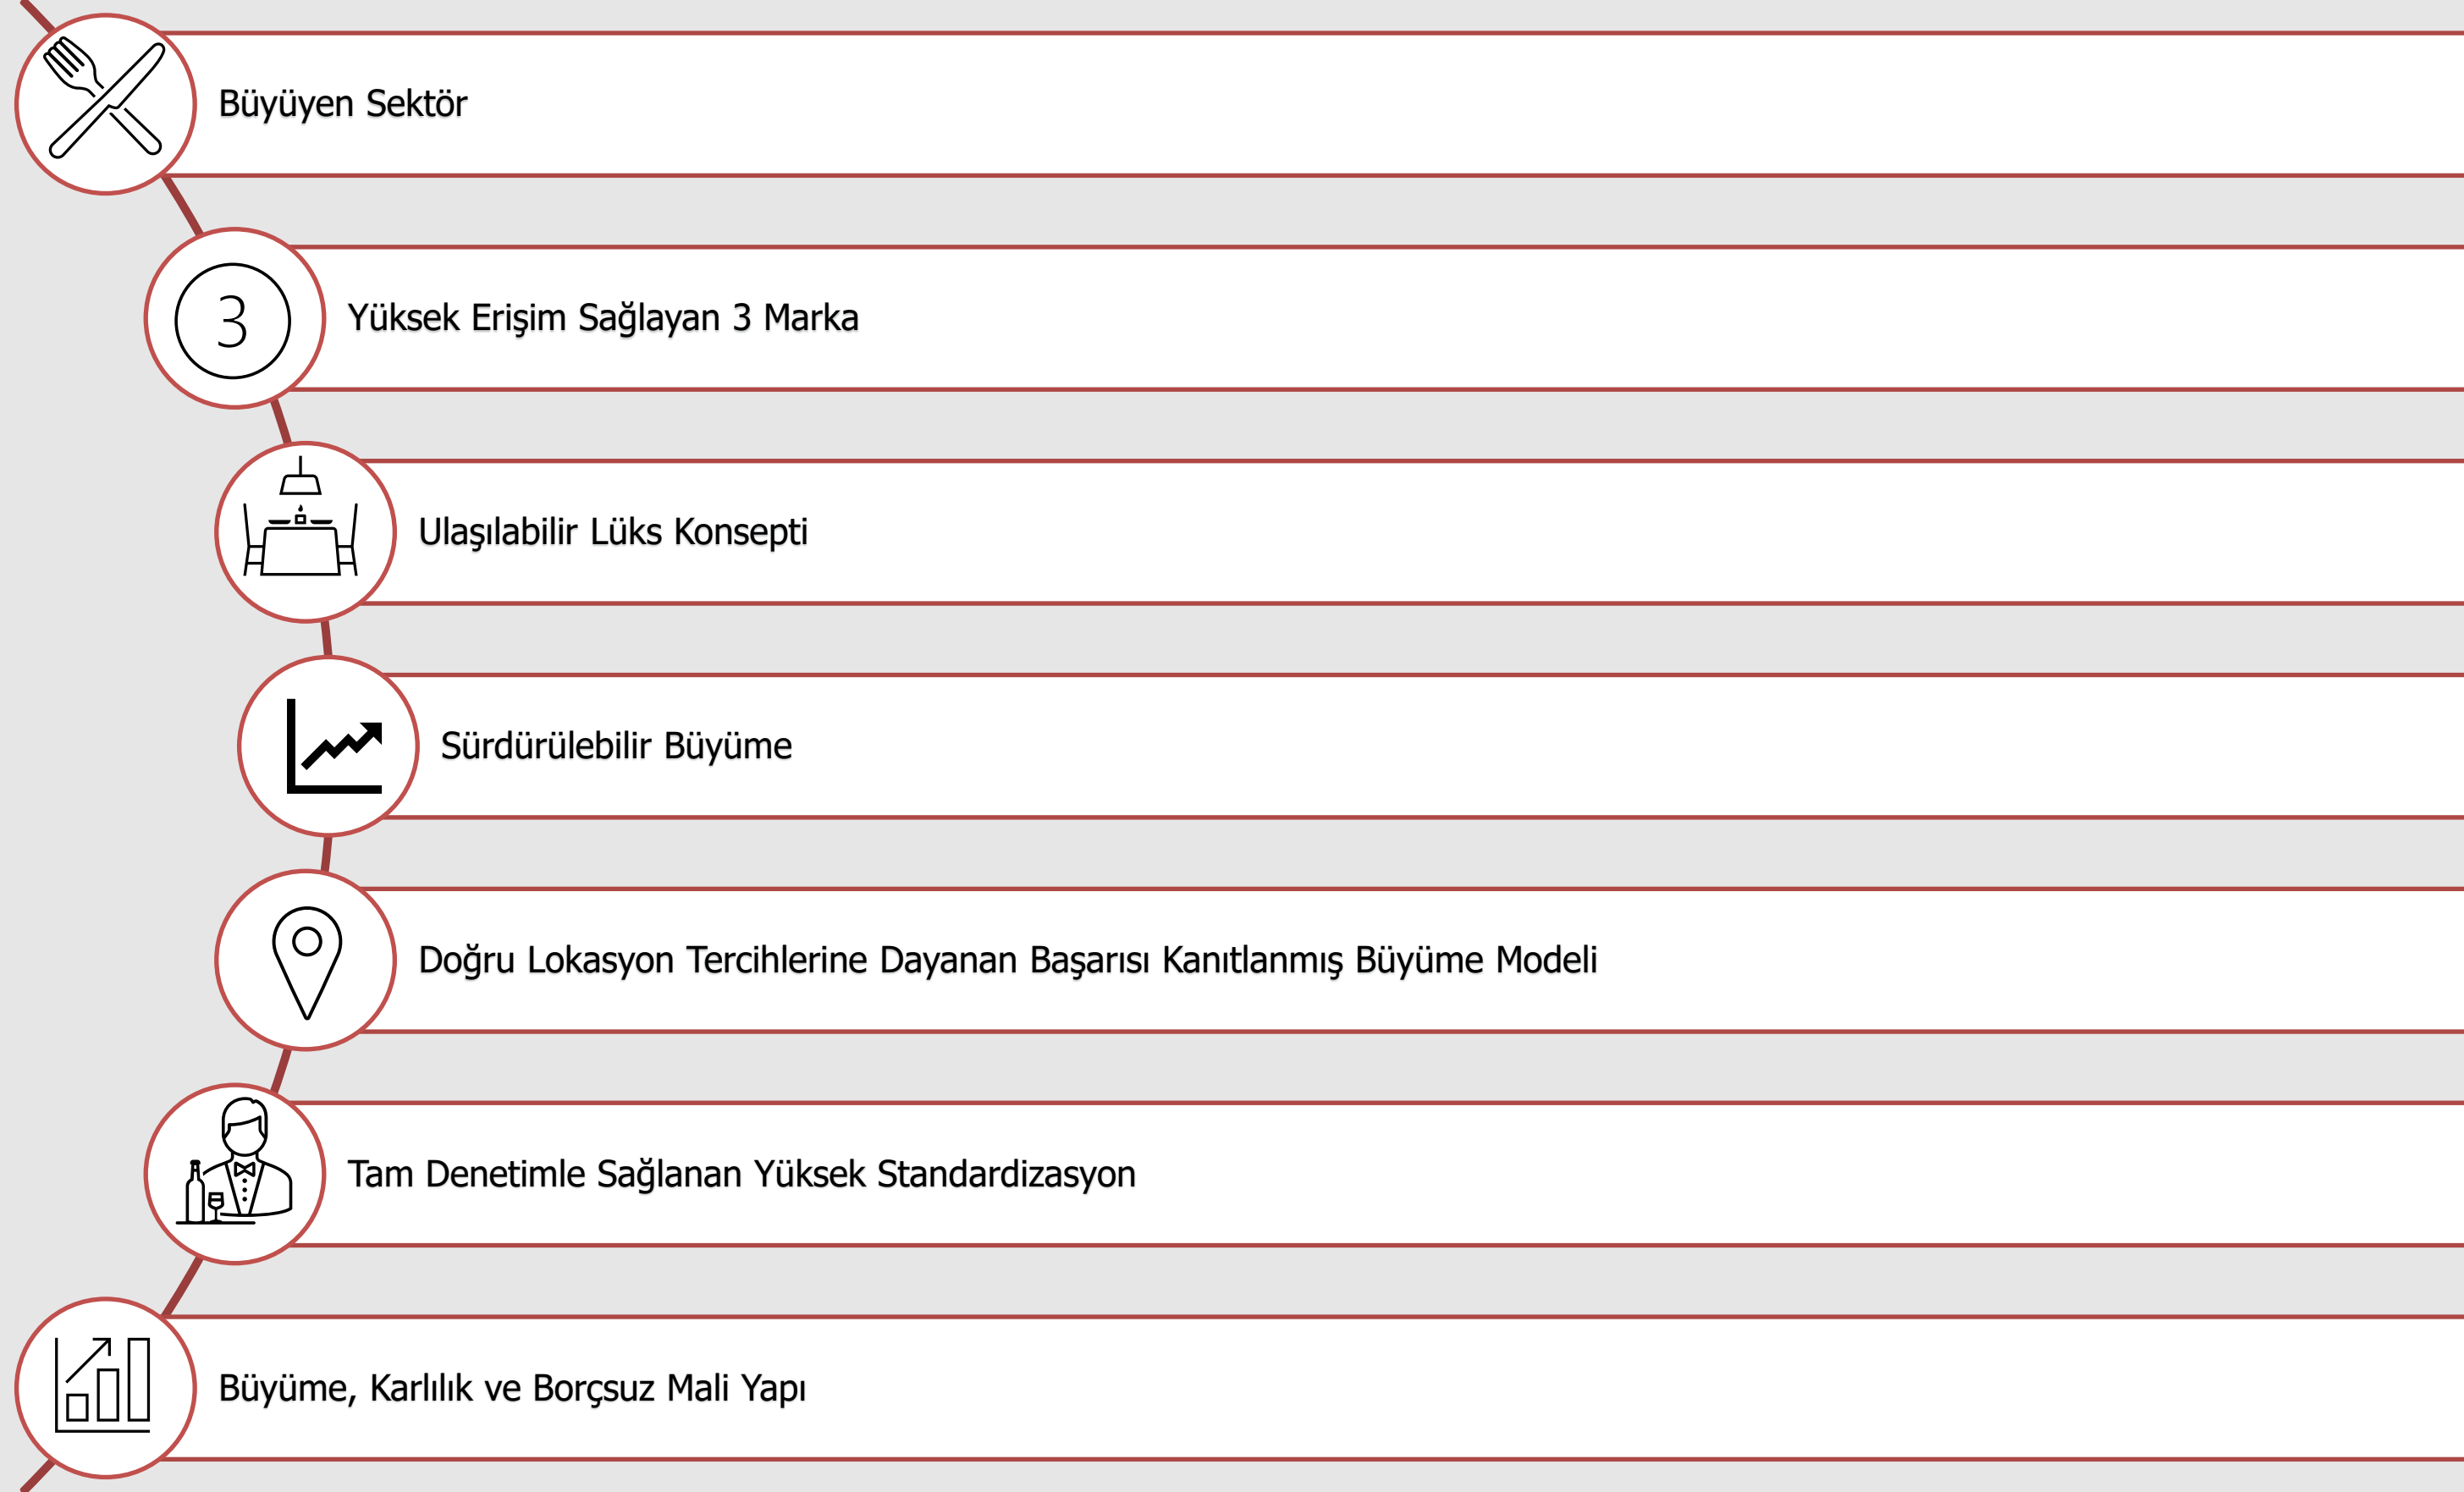 Büyüyen Sektör
3
Yüksek Erişim Sağlayan 3 Marka
Ulaşılabilir Lüks Konsepti
Sürdürülebilir Büyüme
Doğru Lokasyon Tercihlerine Dayanan Başarısı Kanıtlanmış Büyüme Modeli
Tam Denetimle Sağlanan Yüksek Standardizasyon
Büyüme, Karlılık ve Borçsuz Mali Yapı